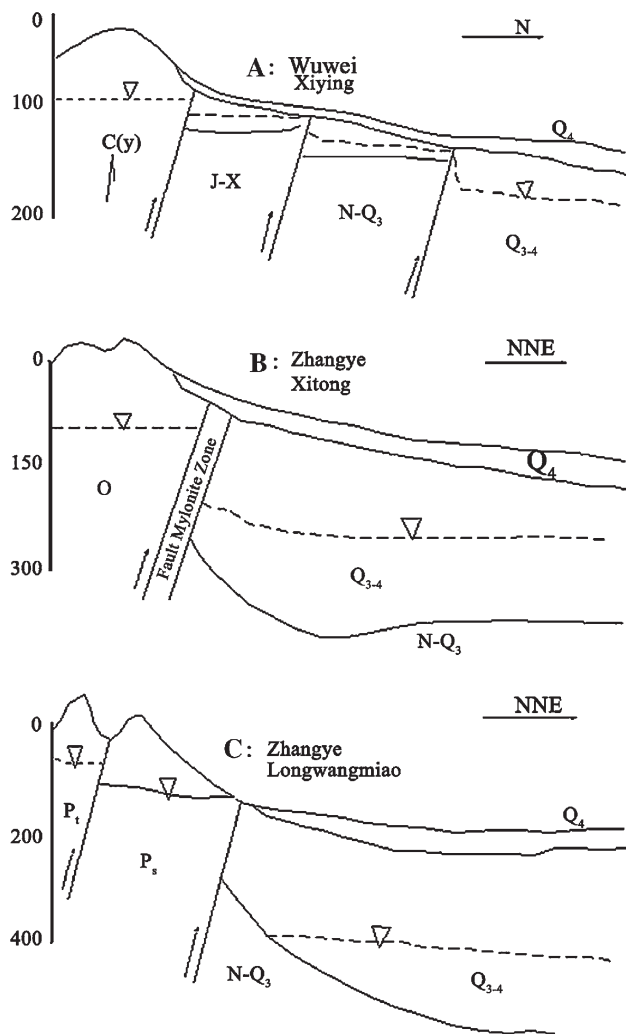 0
100
200
A: Wuwei
Xiying
N
Q4
C(y)
J-X
N-Q3
Q3-4
0
150
300
B: Zhangye
Xitong
NNE
Q4
O
Fault Mylonite Zone
Q3-4
N-Q3
0
200
400
C: Zhangye
Longwangmiao
NNE
Q4
Pt
Ps
N-Q3
Q3-4